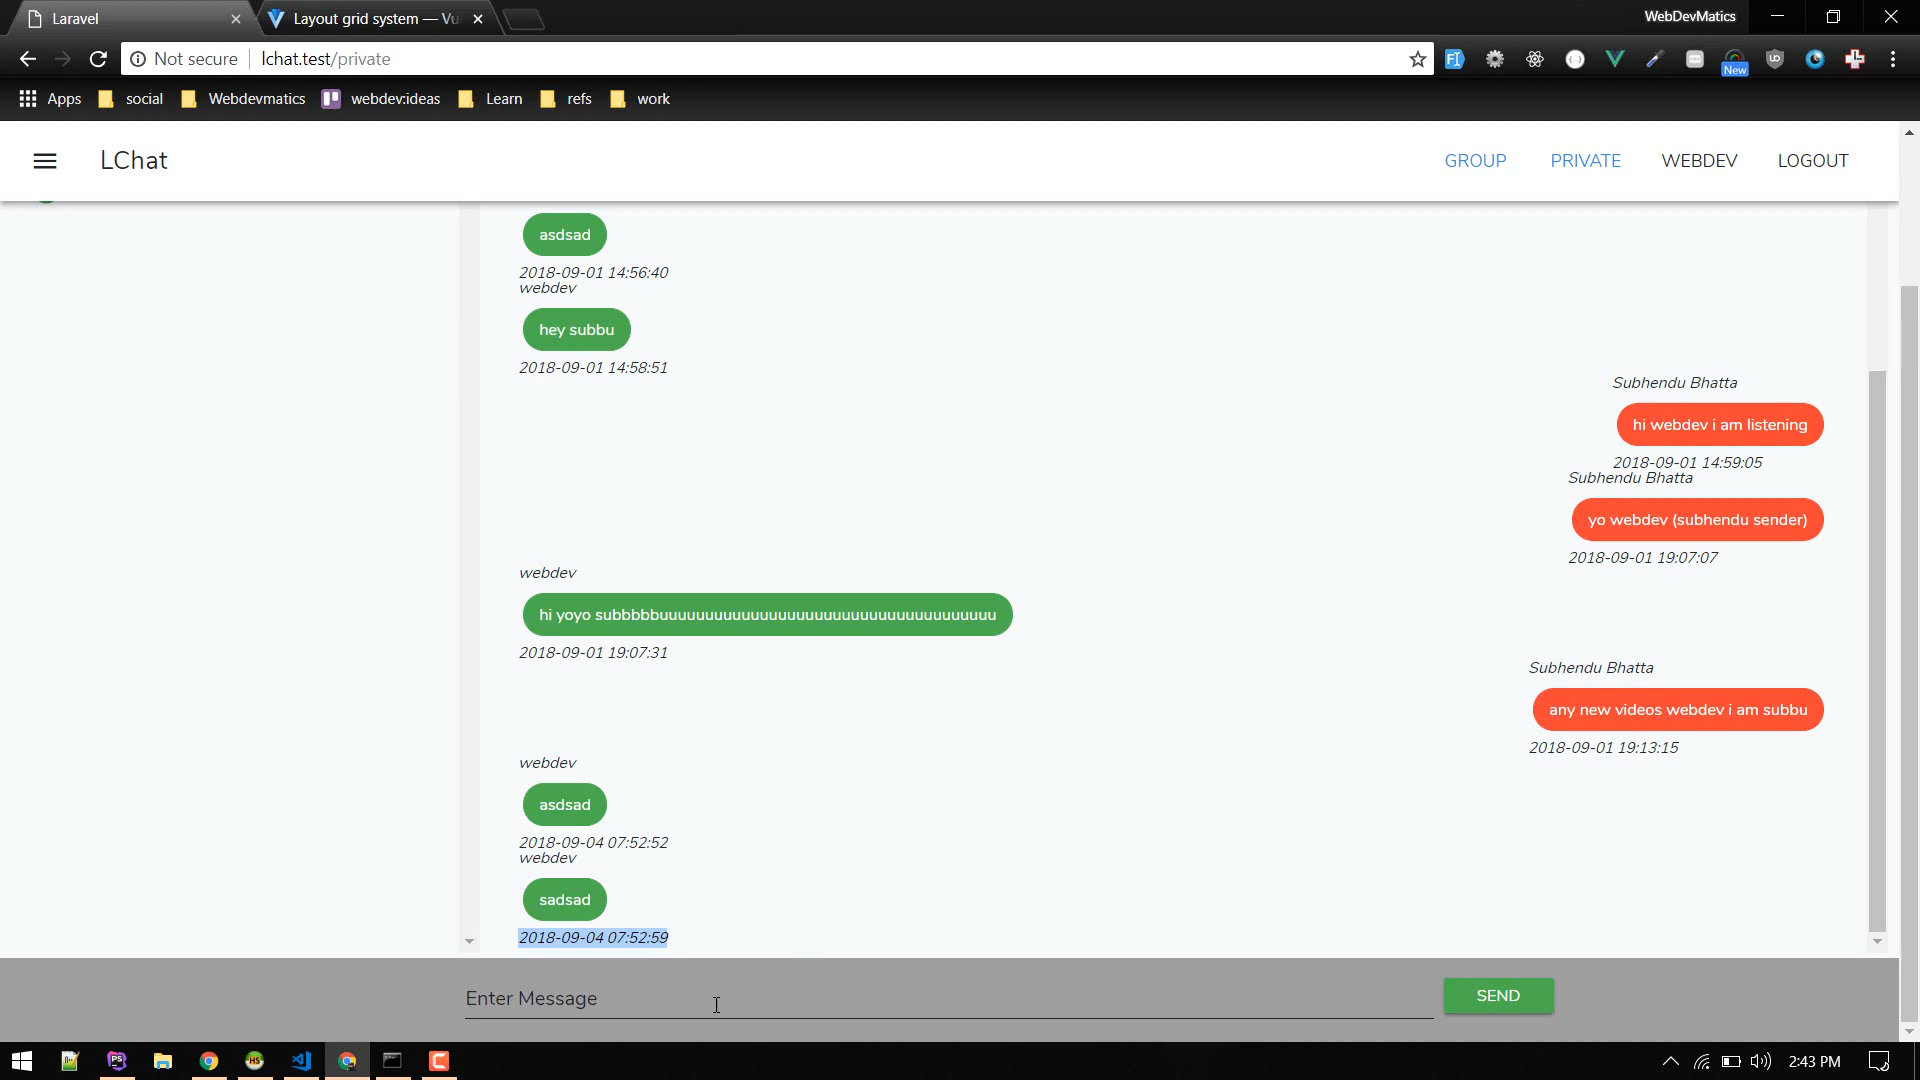 Laravel
Layout grid system — Vu
WebDevMatics
Not secure
lchat.test/private
New
Apps
social
Webdevmatics
webdev:ideas
Learn
refs
work
LChat
GROUP
PRIVATE
WEBDEV
LOGOUT
asdsad
2018-09-01 14:56:40
webdev
hey subbu
2018-09-01 14:58:51
Subhendu Bhatta
hi webdev i am listening
2018-09-01 14:59:05
Subhendu Bhatta
yo webdev (subhendu sender)
2018-09-01 19:07:07
webdev
hi yoyo subbbbbuuuuuuuuuuuuuuuuuuuuuuuuuuuuuuuuuuuuu
2018-09-01 19:07:31
Subhendu Bhatta
any new videos webdev i am subbu
2018-09-01 19:13:15
webdev
asdsad
2018-09-04 07:52:52
webdev
sadsad
2018-09-04 07:52:59
Enter Message
SEND
2:43 PM